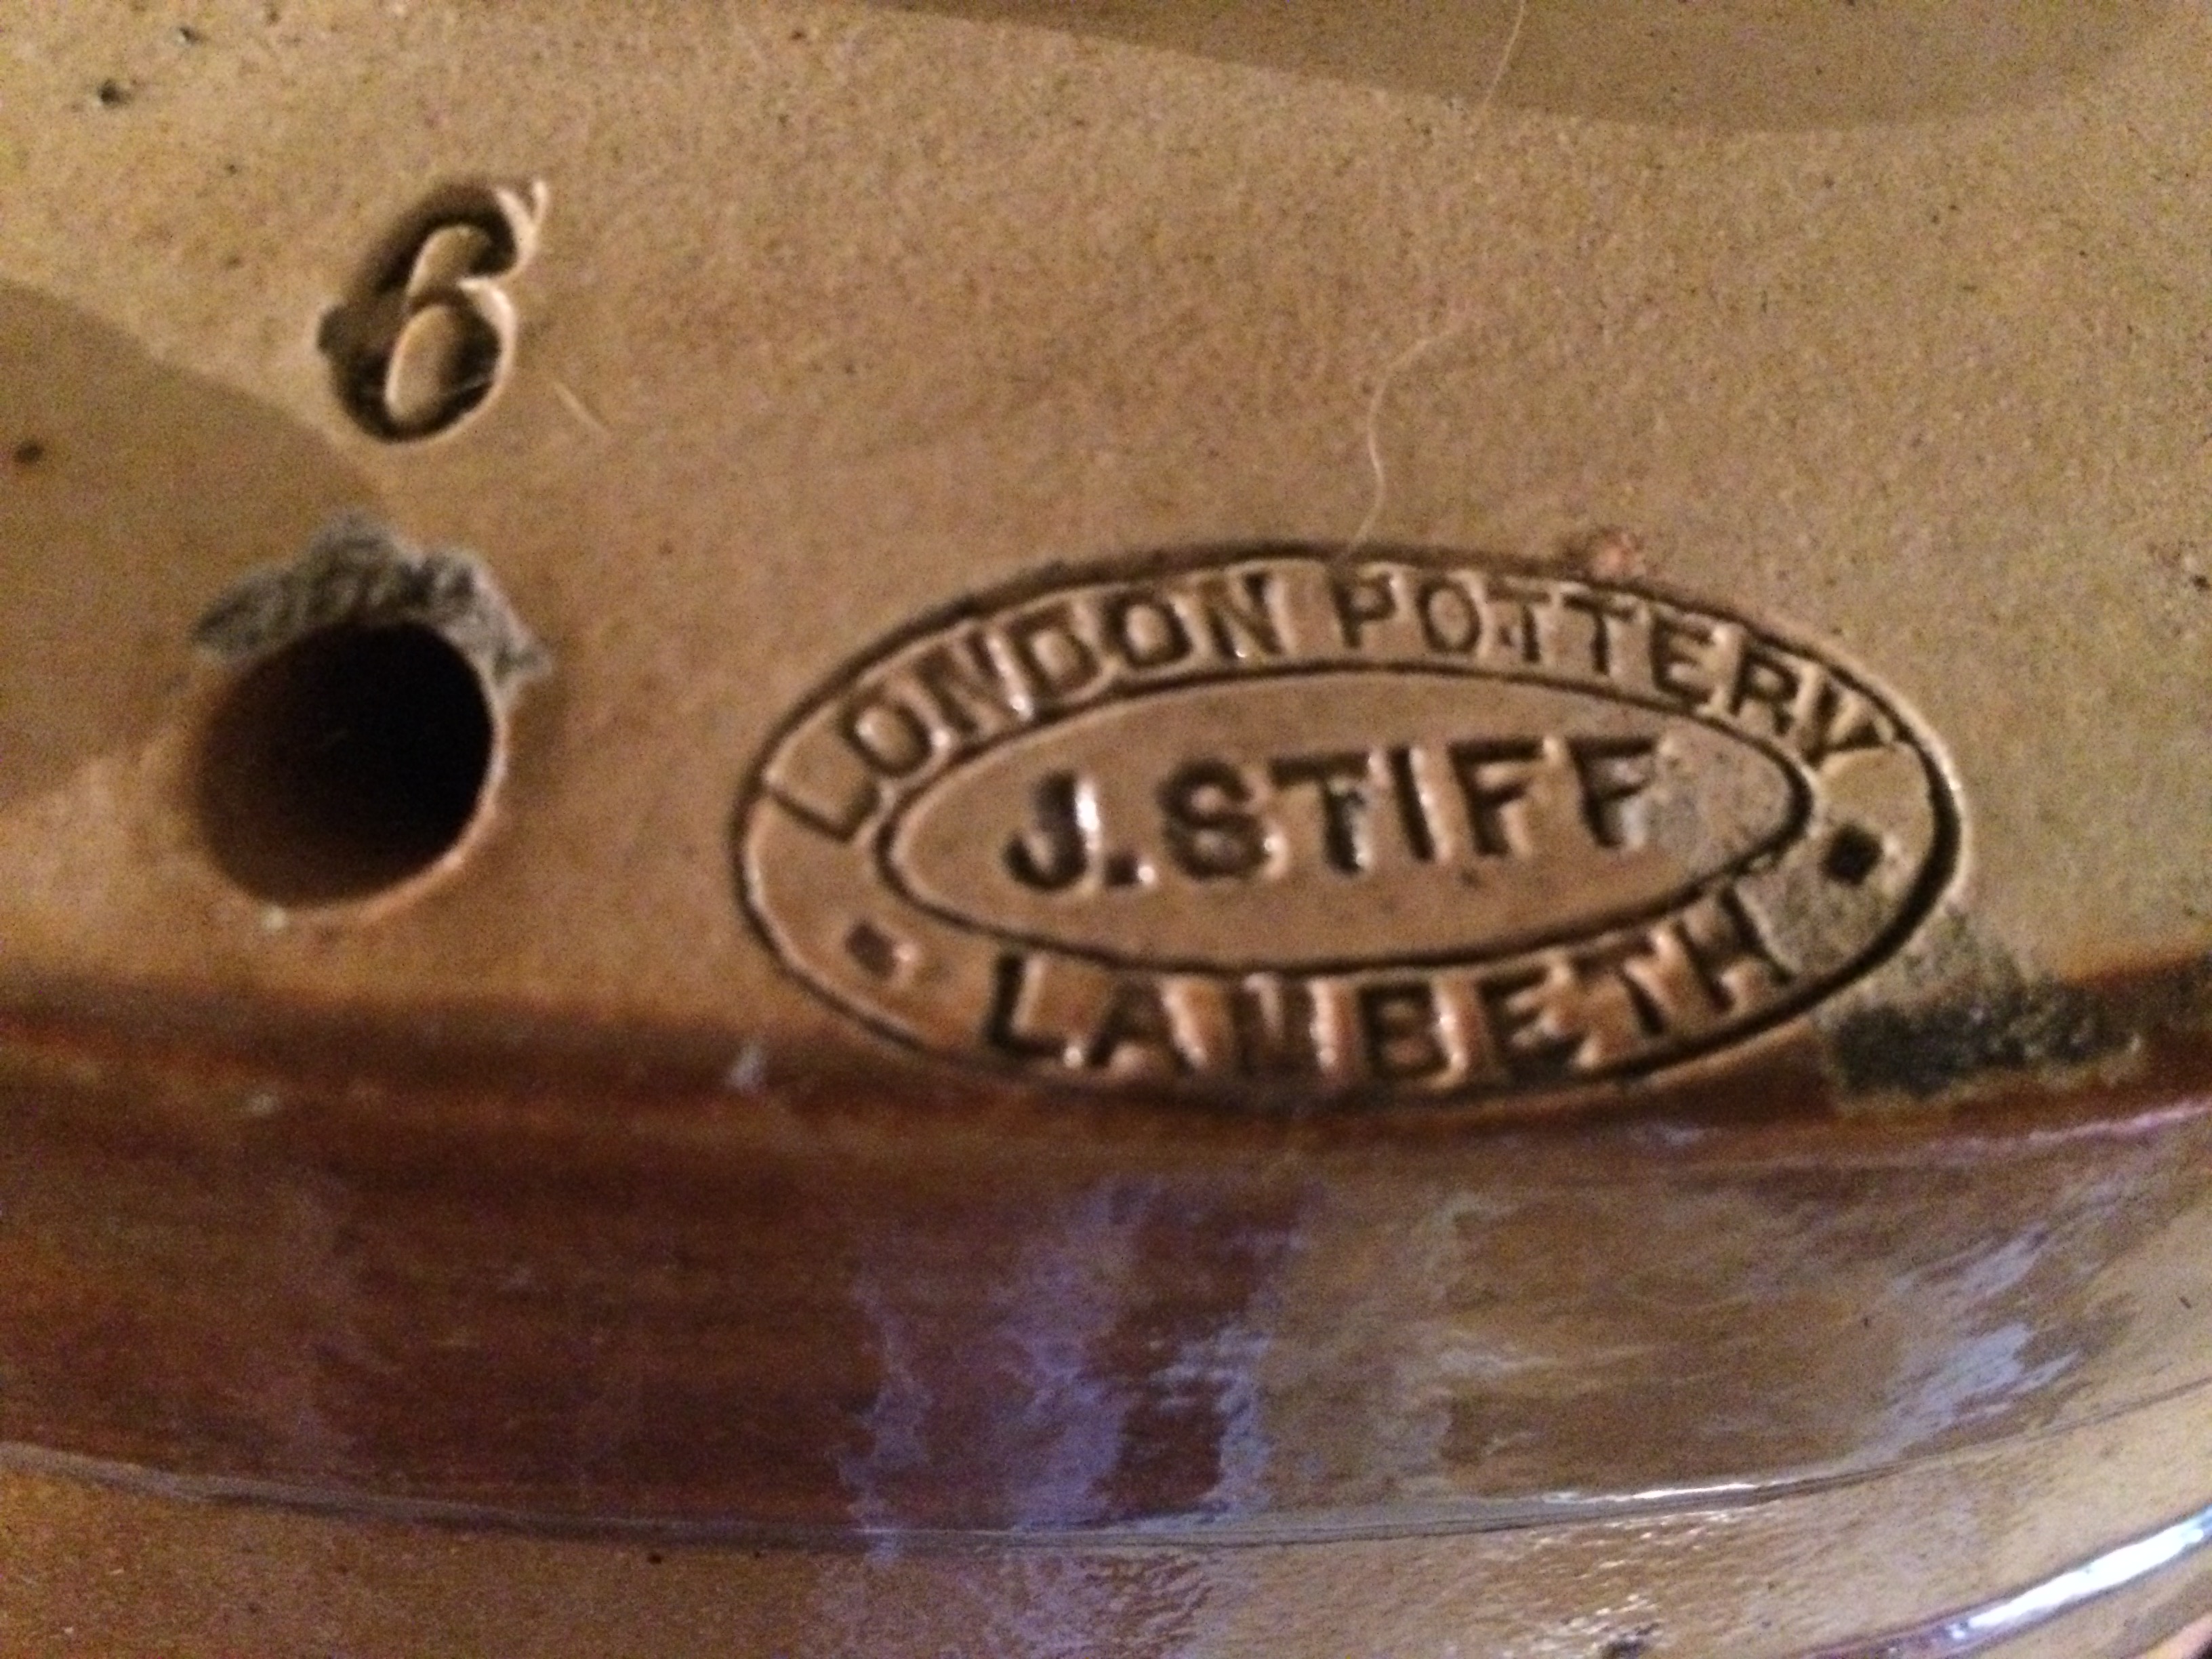 6
LONDON POTTERY
J. STIFF
LAMBETH